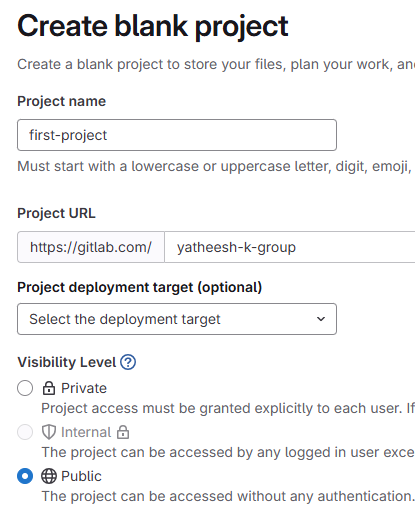 Create blank project
Create a blank project to store your files, plan your work, an
Project name
first-project
Must start with a lowercase or uppercase letter, digit, emoji,
Project URL
https://gitlab.com/ yatheesh-k-group
Project deployment target (optional)
Select the deployment target
Visibility Level
Private
Project access must be granted explicitly to each user. If
Internal
The project can be accessed by any logged in user exce
Public
The project can be accessed without any authentication.